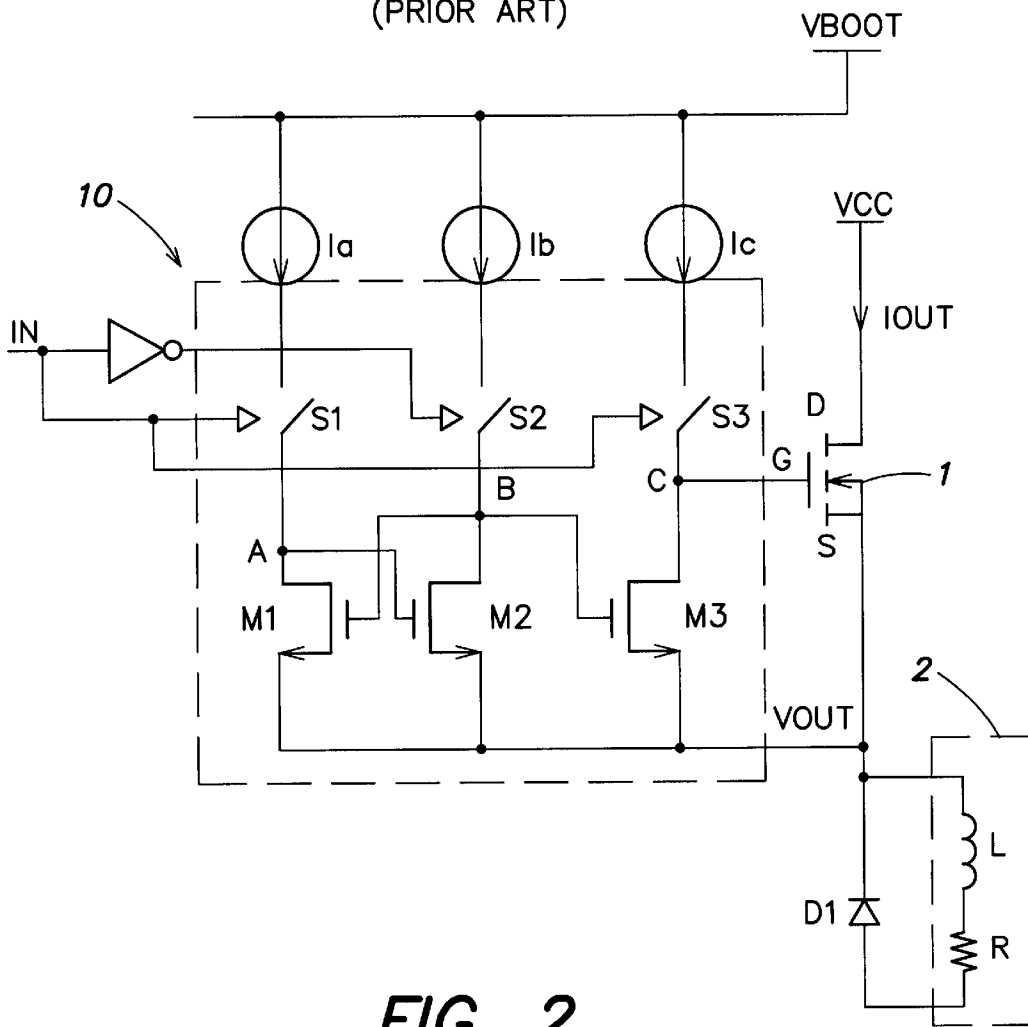 (PRIOR ART)
VBOOT
10
Ia
Ib
Ic
VCC
IN
IOUT
S1
S2
S3
D
G
1
B
C
S
A
M1
M2
M3
2
VOUT
L
D1
R
FIG. 2